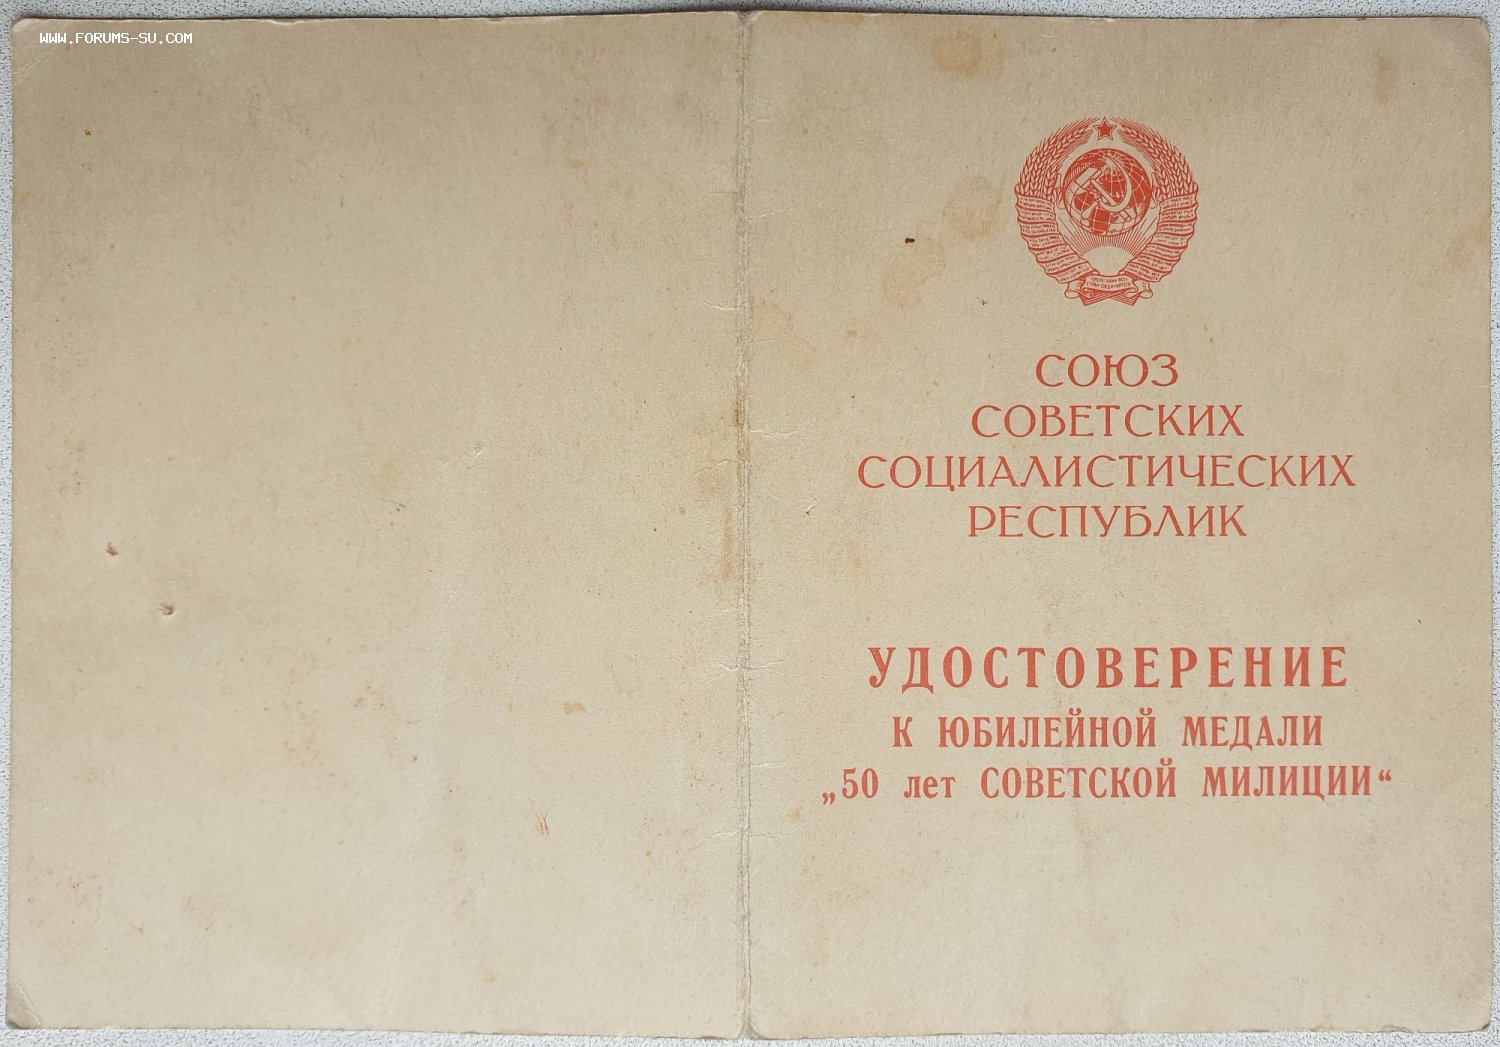 WWW.FORUMS-SU.COM
СОЮЗ
СОВЕТСКИХ
СОЦИАЛИСТИЧЕСКИХ
РЕСПУБЛИК
УДОСТОВЕРЕНИЕ
К ЮБИЛЕЙНОЙ МЕДАЛИ
„50 лет СОВЕТСКОЙ МИЛИЦИИ“